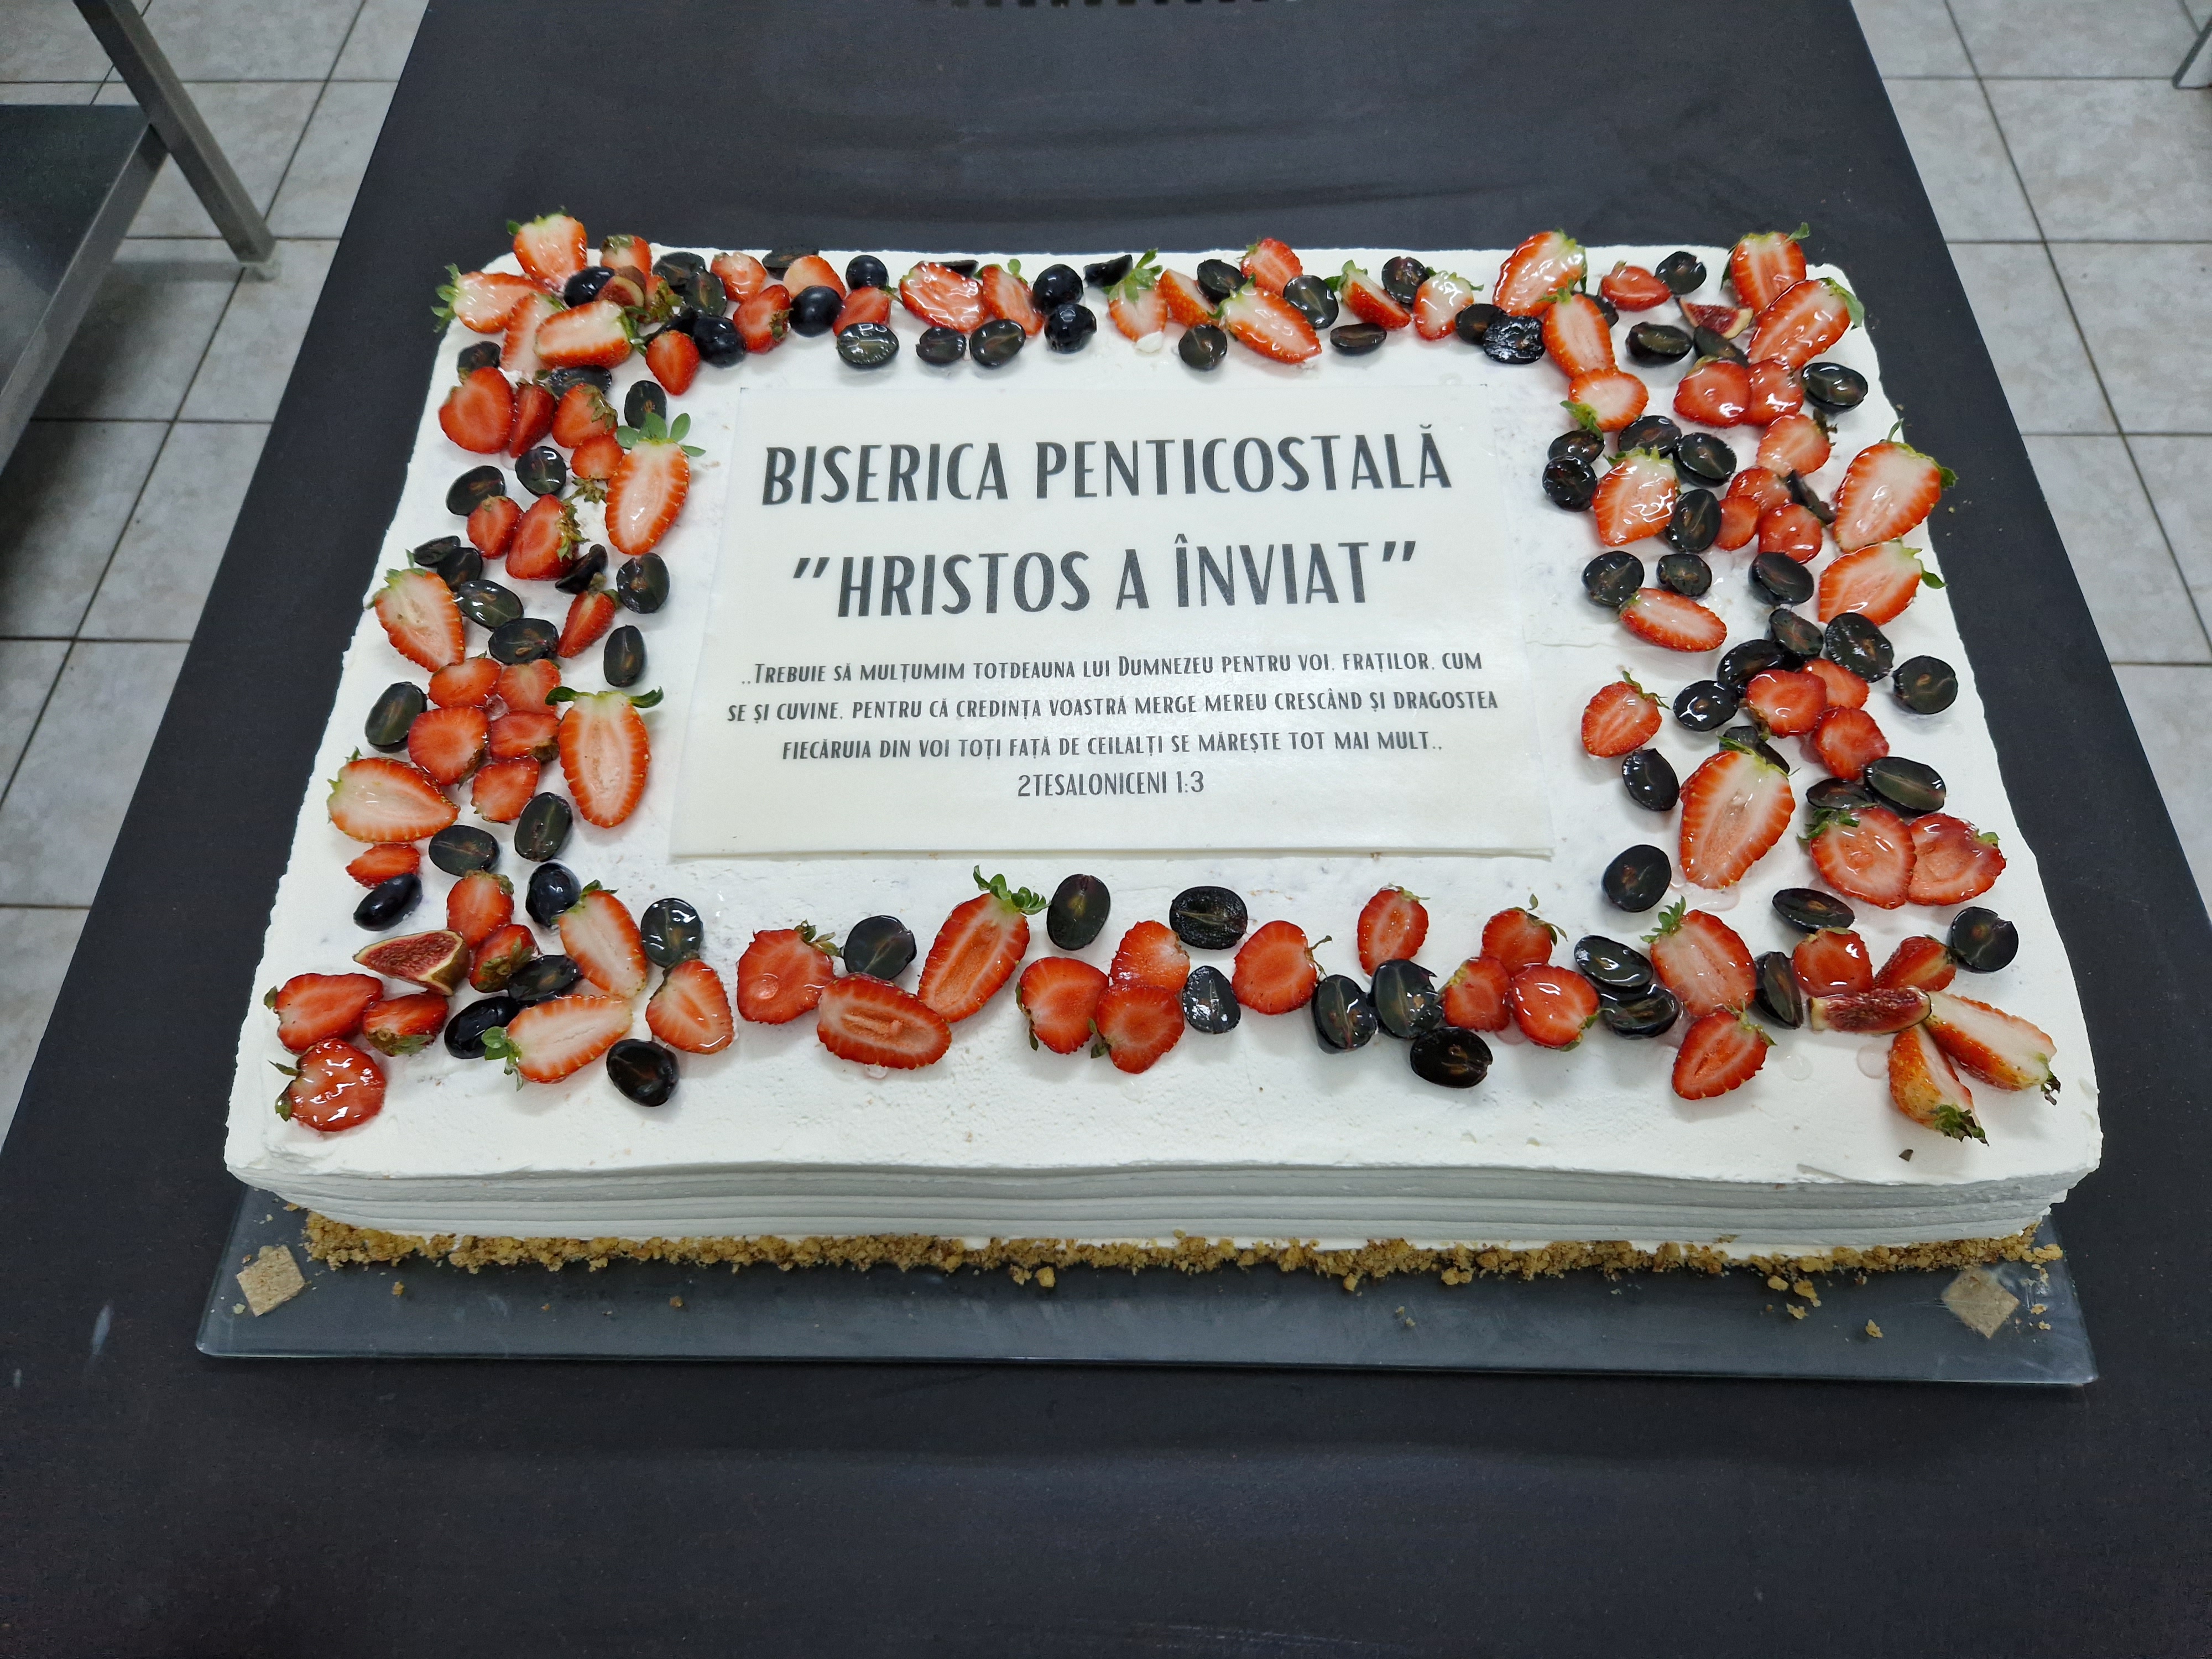 BISERICA PENTICOSTALĂ
"HRISTOS A ÎNVIAT"
,,Trebuie să mulțumim totdeauna lui Dumnezeu pentru voi, fraților, cum
se și cuvine, pentru că credința voastră merge mereu crescând și dragostea
fiecăruia din voi toți față de ceilalți se mărește tot mai mult.,,
2TESALONICENI 1:3